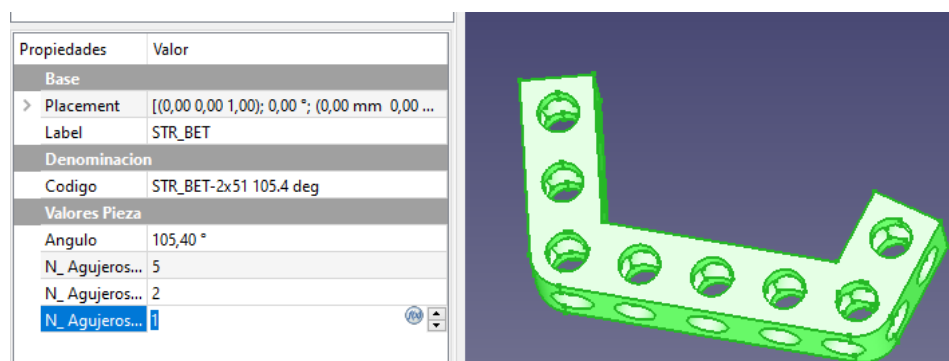 Propiedades Valor
Base
Placement [(0,00 0,00 1,00); 0,00 °; (0,00 mm 0,00 ...
Label STR_BET
Denominacion
Codigo STR_BET-2x51 105.4 deg
Valores Pieza
Angulo 105,40 °
N_ Agujeros... 5
N_ Agujeros... 2
N_ Agujeros... 1